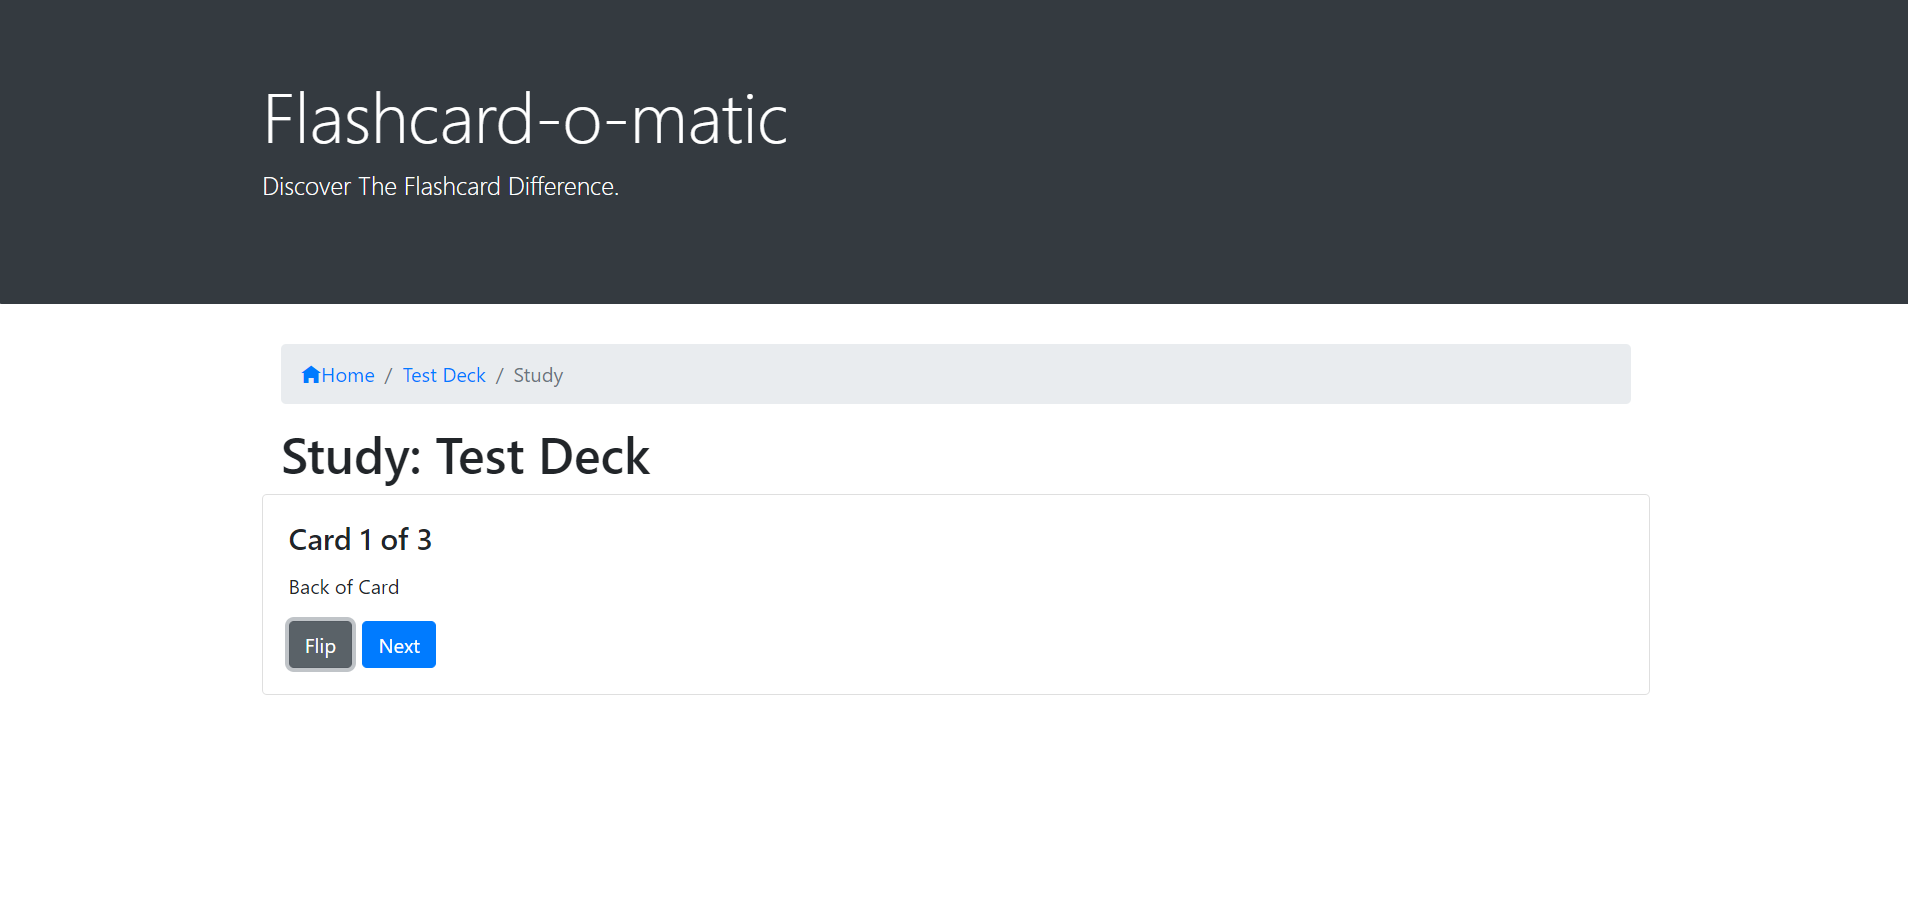 Flashcard-o-matic
Discover The Flashcard Difference.
Home / Test Deck / Study
Study: Test Deck
Card 1 of 3
Back of Card
Flip Next